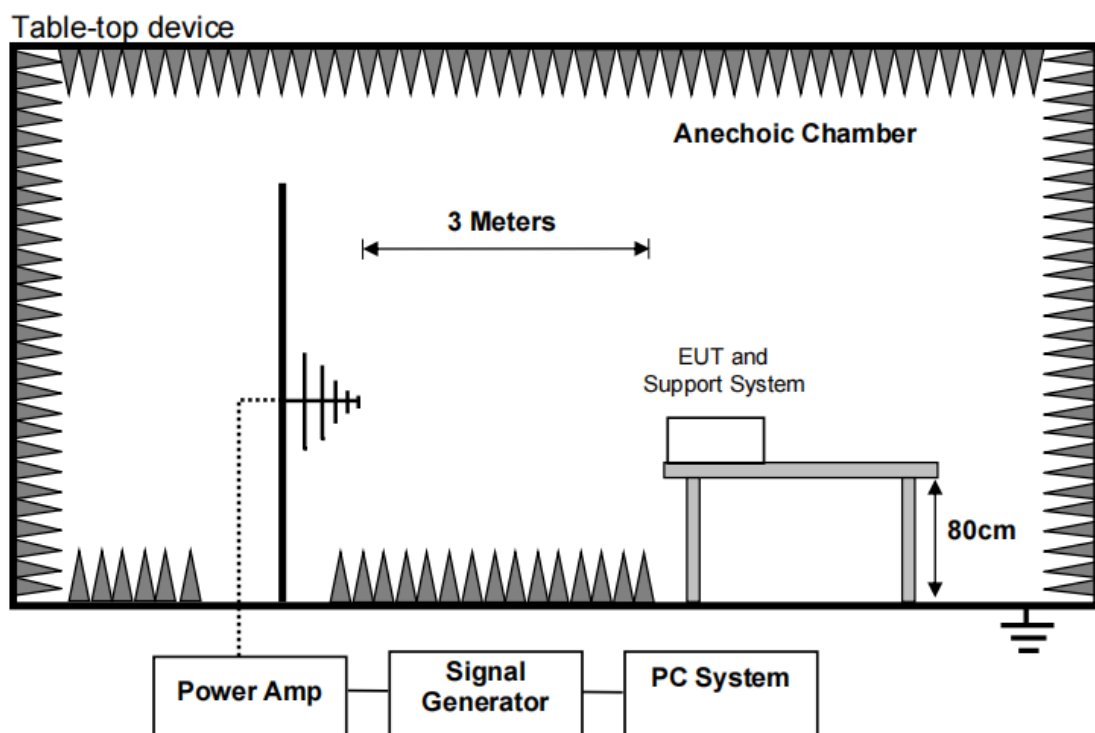 Table-top device
Anechoic Chamber
3 Meters
EUT and
Support System
80cm
Power Amp
Signal
Generator
PC System